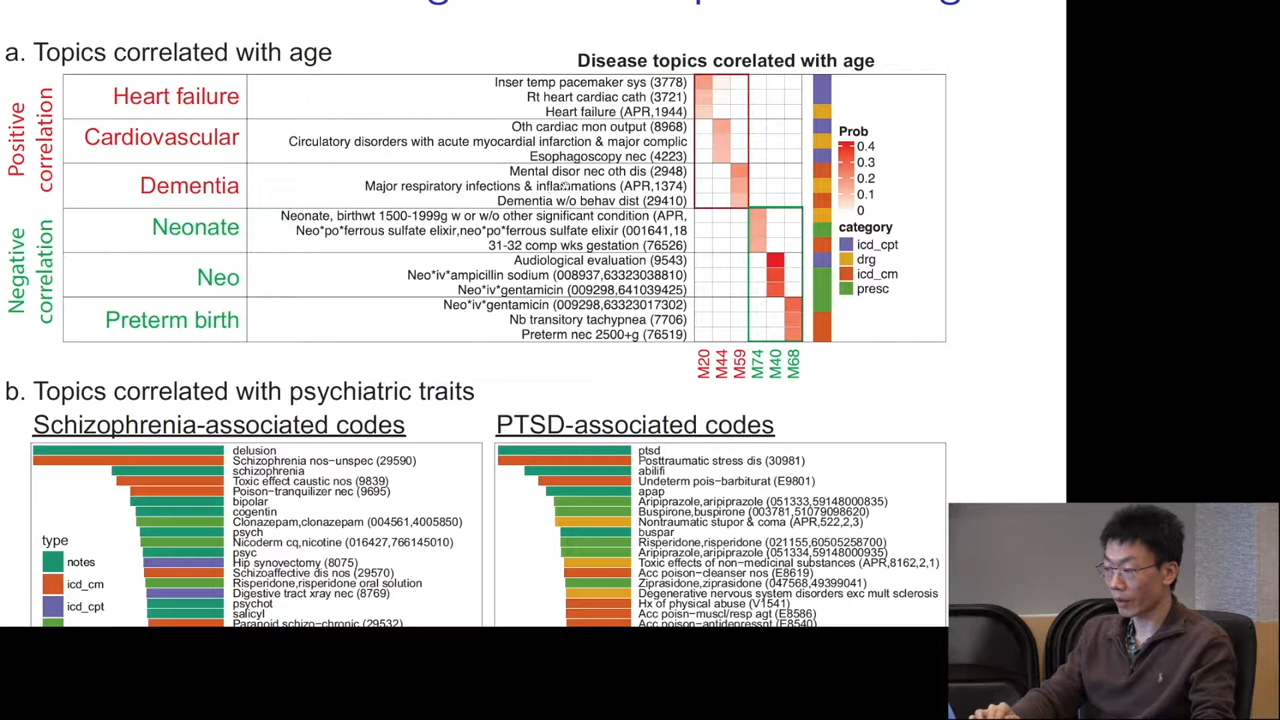 a. Topics correlated with age
Disease topics corelated with age
Positive correlation
Negative correlation
Heart failure
Inser temp pacemaker sys (3778)
Rt heart cardiac cath (3721)
Heart failure (APR,1944)
Cardiovascular
Oth cardiac mon output (8968)
Circulatory disorders with acute myocardial infarction & major complic
Esophagoscopy nec (4223)
Dementia
Mental disor nec oth dis (2948)
Major respiratory infections & inflammations (APR,1374)
Dementia w/o behav dist (29410)
Neonate
Neonate, birthwt 1500-1999g w or w/o other significant condition (APR,
Neo*po*ferrous sulfate elixir,neo*po*ferrous sulfate elixir (001641,18
31-32 comp wks gestation (76526)
Neo
Audiological evaluation (9543)
Neo*iv*ampicillin sodium (008937,63323038810)
Neo*iv*gentamicin (009298,641039425)
Preterm birth
Neo*iv*gentamicin (009298,63323017302)
Nb transitory tachypnea (7706)
Preterm nec 2500+g (76519)
M20
M44
M59
M74
M40
M68
Prob
0.4
0.3
0.2
0.1
0
category
icd_cpt
drg
icd_cm
presc
b. Topics correlated with psychiatric traits
Schizophrenia-associated codes
delusion
Schizophrenia nos-unspec (29590)
schizophrenia
Toxic effect caustic nos (9839)
Poison-tranquilizer nec (9695)
bipolar
cogentin
Clonazepam,clonazepam (004561,4005850)
psych
Nicoderm cq,nicotine (016427,766145010)
psyc
Hip synovectomy (8075)
Schizoaffective dis nos (29570)
Risperidone,risperidone oral solution
Digestive tract xray nec (8769)
psychot
salicyl
Paranoid schizo-chronic (29532)
type
notes
icd_cm
icd_cpt
PTSD-associated codes
ptsd
Posttraumatic stress dis (30981)
abilifi
Undeterm pois-barbiturat (E9801)
apap
Aripiprazole,aripiprazole (051333,59148000835)
Buspirone,buspirone (003781,51079098620)
Nontraumatic stupor & coma (APR,522,2,3)
buspar
Risperidone,risperidone (021155,60505258700)
Aripiprazole,aripiprazole (051334,59148000935)
Toxic effects of non-medicinal substances (APR,8162,2,1)
Acc poison-cleanser nos (E8619)
Ziprasidone,ziprasidone (047568,49399041)
Degenerative nervous system disorders exc mult sclerosis
Hx of physical abuse (V1541)
Acc poison-muscl/resp agt (E8586)
Acc poison-antidepressnt (E8540)